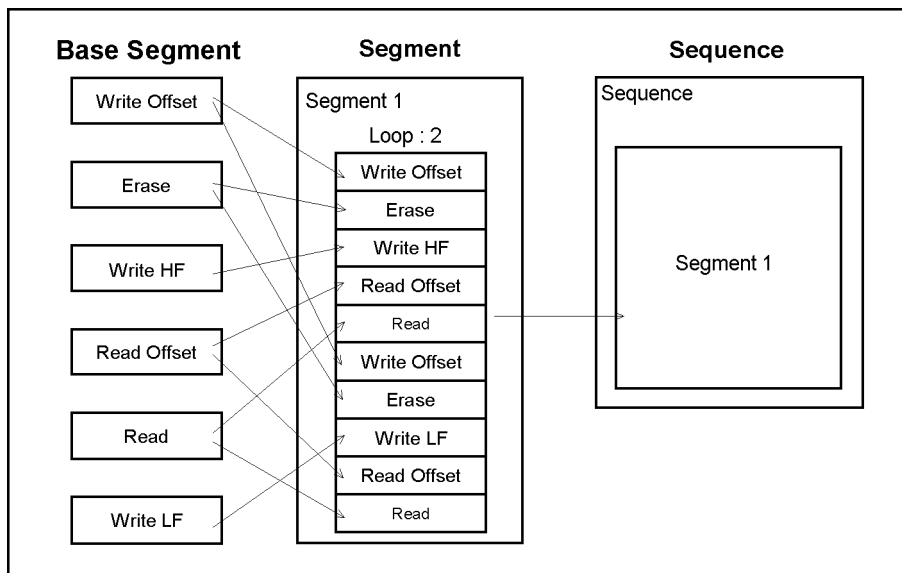 Base Segment
Write Offset
Erase
Write HF
Read Offset
Read
Write LF
Segment
Segment 1
Loop : 2
Write Offset
Erase
Write HF
Read Offset
Read
Write Offset
Erase
Write LF
Read Offset
Read
Sequence
Sequence
Segment 1